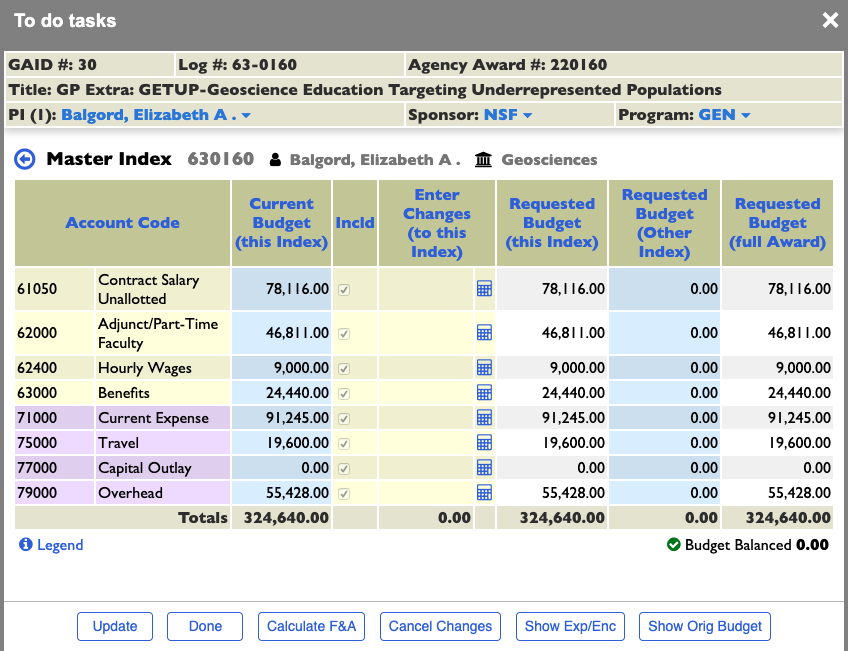 To do tasks
GAID #: 30 Log #: 63-0160 Agency Award #: 220160
Title: GP Extra: GETUP-Geoscience Education Targeting Underrepresented Populations
PI (1): Balgord, Elizabeth A . Sponsor: NSF Program: GEN
Master Index 630160 Balgord, Elizabeth A . Geosciences
Account Code
Current
Budget
(this Index)
Incld
Enter
Changes
(to this
Index)
Requested
Budget
(this Index)
Requested
Budget
(Other
Index)
Requested
Budget
(full Award)
61050 Contract Salary
Unallotted 78,116.00 78,116.00 0.00 78,116.00
62000 Adjunct/Part-Time
Faculty 46,811.00 46,811.00 0.00 46,811.00
62400 Hourly Wages 9,000.00 9,000.00 0.00 9,000.00
63000 Benefits 24,440.00 24,440.00 0.00 24,440.00
71000 Current Expense 91,245.00 91,245.00 0.00 91,245.00
75000 Travel 19,600.00 19,600.00 0.00 19,600.00
77000 Capital Outlay 0.00 0.00 0.00 0.00
79000 Overhead 55,428.00 55,428.00 0.00 55,428.00
Totals 324,640.00 0.00 324,640.00 0.00 324,640.00
Legend Budget Balanced 0.00
Update Done Calculate F&A Cancel Changes Show Exp/Enc Show Orig Budget